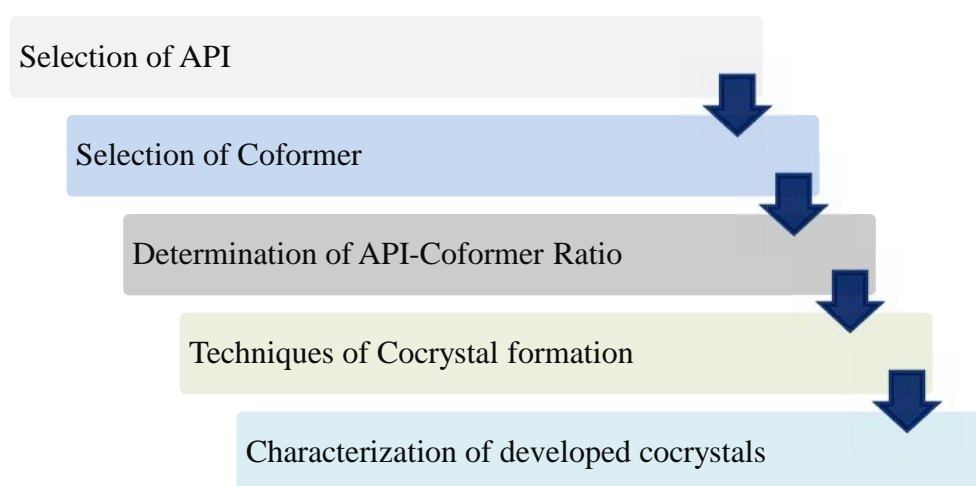 Selection of API
Selection of Coformer
Determination of API-Coformer Ratio
Techniques of Cocrystal formation
Characterization of developed cocrystals